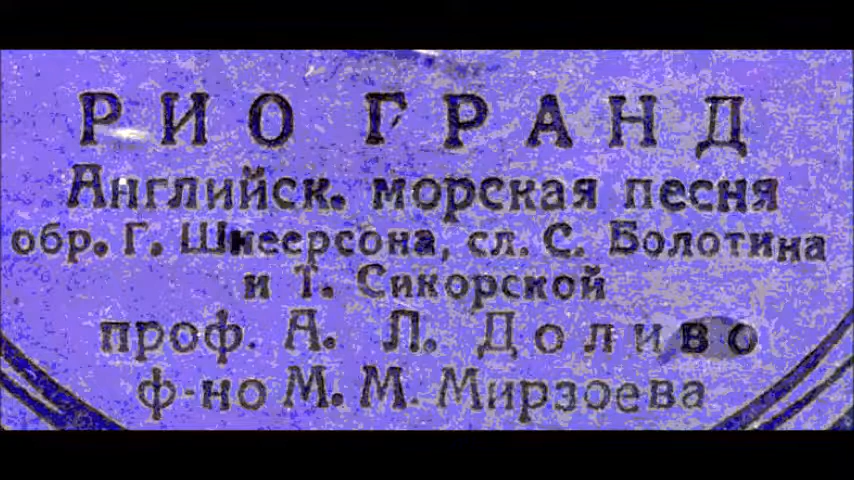 РИО ГРАНД
Английск. морская песня
обр. Г. Шнеерсона, сл. С. Болотина
и Т. Сикорской
проф. А. Л. Доливо
ф-но М. М. Мирзоева